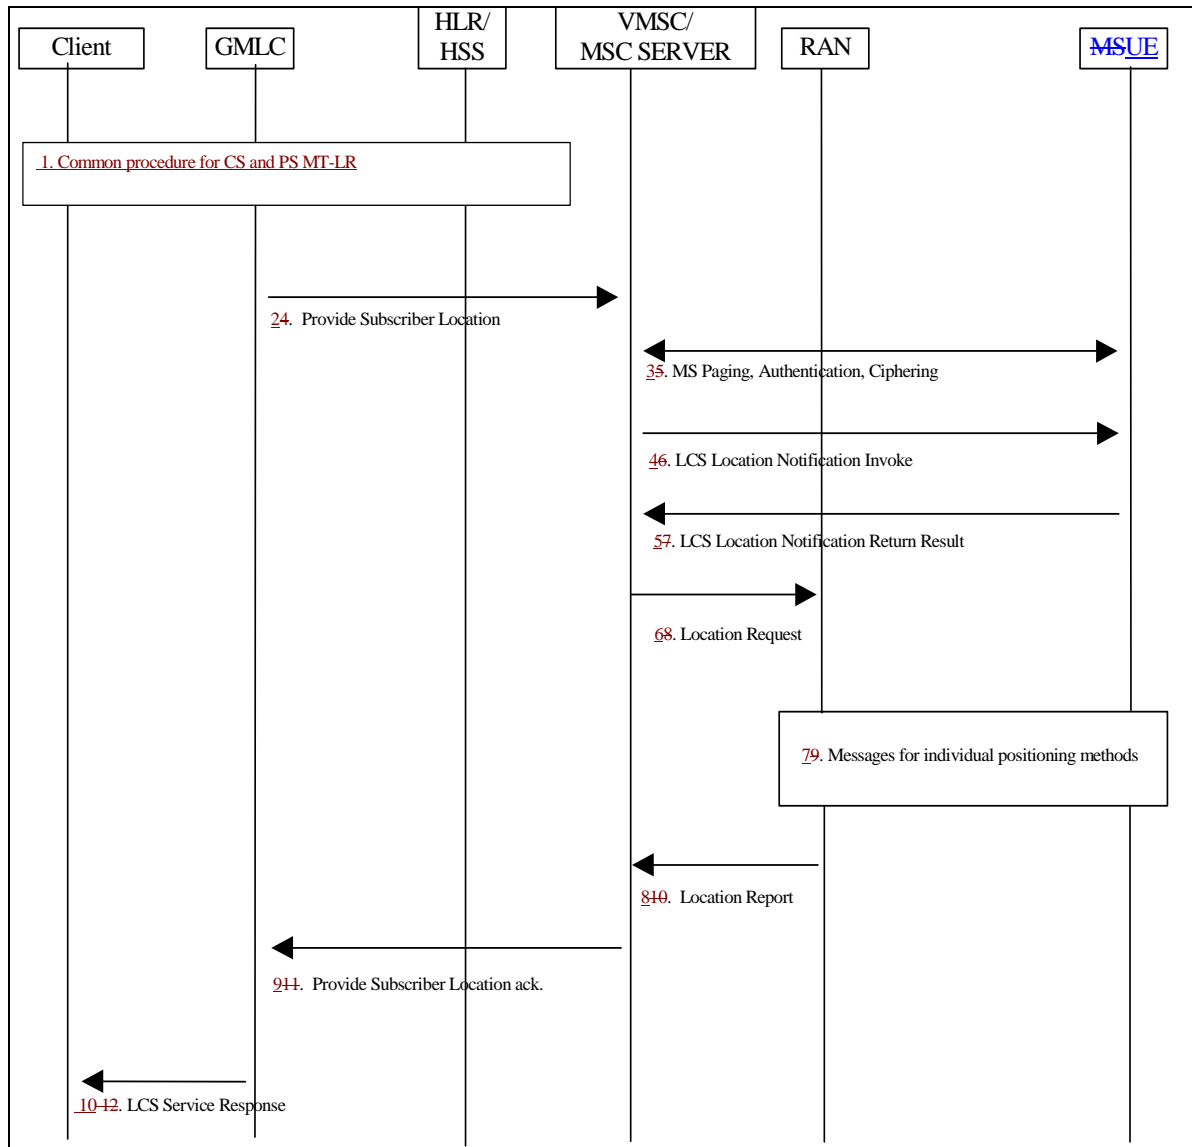 Client
GMLC
HLR/
HSS
VMSC/
MSC SERVER
RAN
MSUE
1. Common procedure for CS and PS MT-LR
24. Provide Subscriber Location
35. MS Paging, Authentication, Ciphering
46. LCS Location Notification Invoke
57. LCS Location Notification Return Result
68. Location Request
79. Messages for individual positioning methods
810. Location Report
911. Provide Subscriber Location ack.
10 12. LCS Service Response